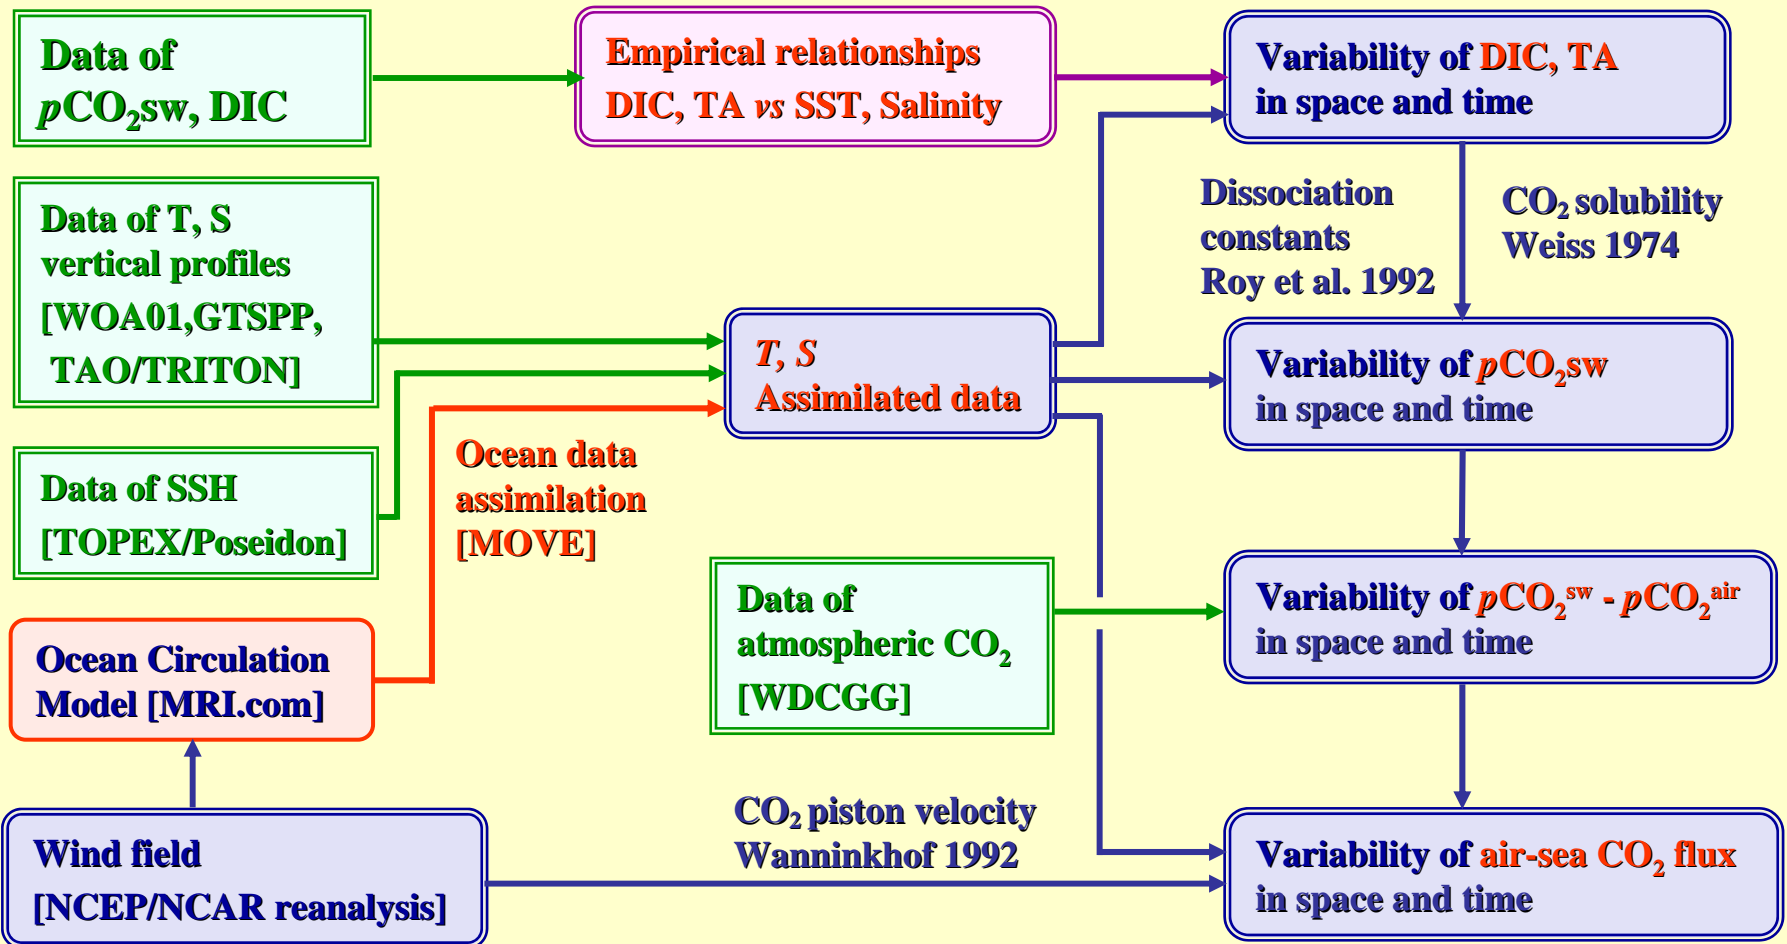 Data of
pCO₂sw, DIC
Empirical relationships
DIC, TA vs SST, Salinity
Variability of DIC, TA
in space and time
Data of T, S
vertical profiles
[WOA01,GTSPP,
TAO/TRITON]
Dissociation
constants
Roy et al. 1992
CO₂ solubility
Weiss 1974
T, S
Assimilated data
Variability of pCO₂sw
in space and time
Data of SSH
[TOPEX/Poseidon]
Ocean data
assimilation
[MOVE]
Data of
atmospheric CO₂
[WDCGG]
Variability of pCO₂ˢʷ - pCO₂ᵃⁱʳ
in space and time
Ocean Circulation
Model [MRI.com]
Wind field
[NCEP/NCAR reanalysis]
CO₂ piston velocity
Wanninkhof 1992
Variability of air-sea CO₂ flux
in space and time